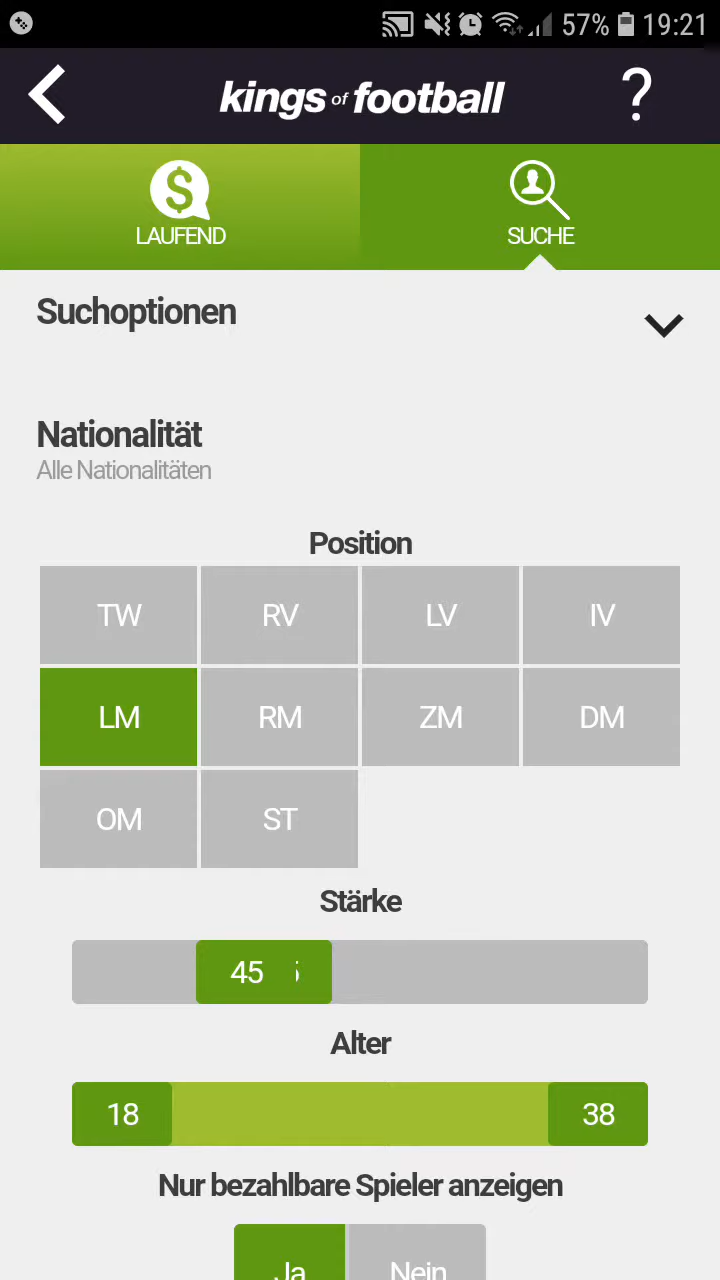 57% 19:21
kings of football ?
LAUFEND SUCHE
Suchoptionen
Nationalität
Alle Nationalitäten
Position
TW RV LV IV
LM RM ZM DM
OM ST
Stärke
45
Alter
18 38
Nur bezahlbare Spieler anzeigen
Ja Nein